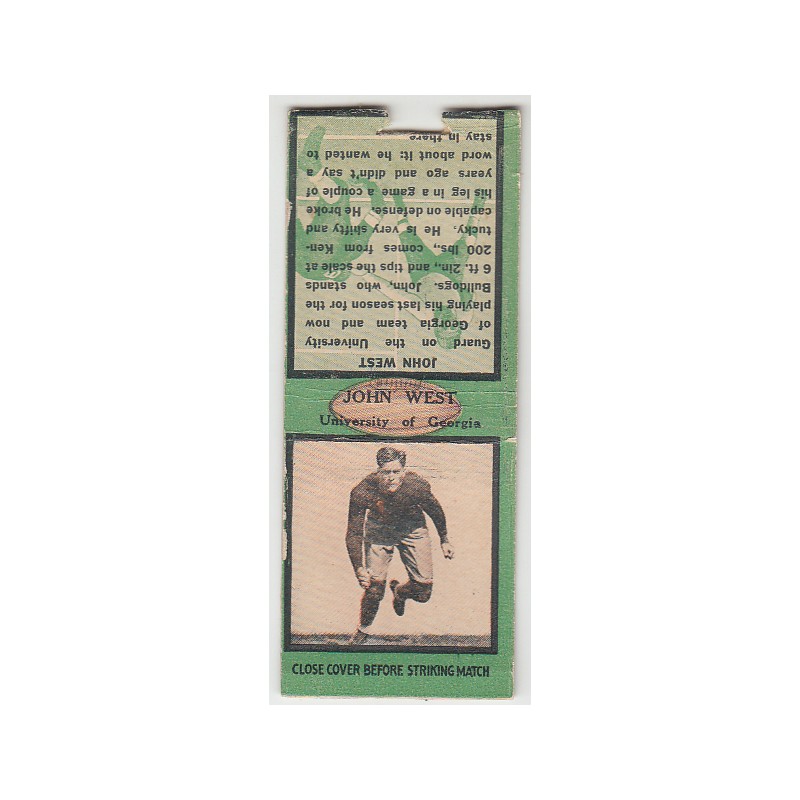 JOHN WEST
Guard on the University
of Georgia team and now
playing his last season for the
Bulldogs. John, who stands
6 ft. 2in., and tips the scale at
200 lbs., comes from Ken-
tucky. He is very shifty and
capable on defense. He broke
his leg in a game a couple of
years ago and didn't say a
word about it: he wanted to
stay in there
JOHN WEST
University of Georgia
CLOSE COVER BEFORE STRIKING MATCH